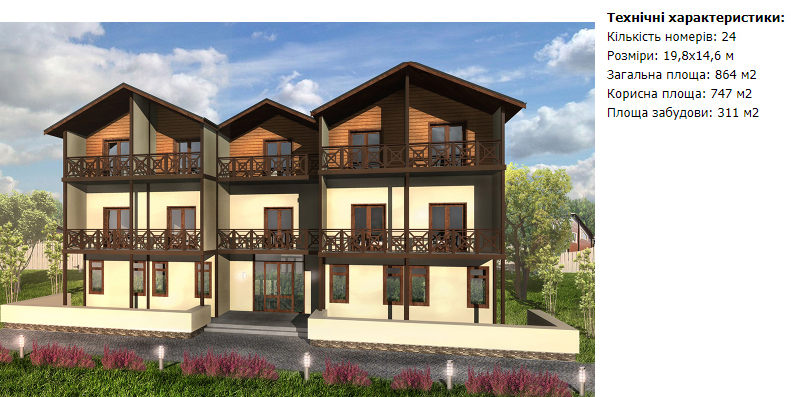 Технічні характеристики:
Кількість номерів: 24
Розміри: 19,8х14,6 м
Загальна площа: 864 м2
Корисна площа: 747 м2
Площа забудови: 311 м2